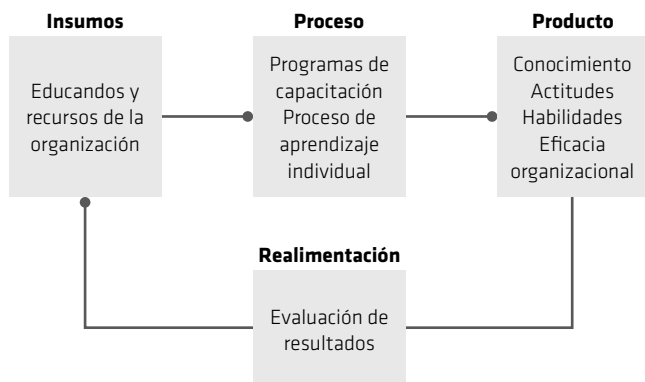 Insumos
Educandos y
recursos de la
organización
Proceso
Programas de
capacitación
Proceso de
aprendizaje
individual
Producto
Conocimiento
Actitudes
Habilidades
Eficacia
organizacional
Realimentación
Evaluación de
resultados